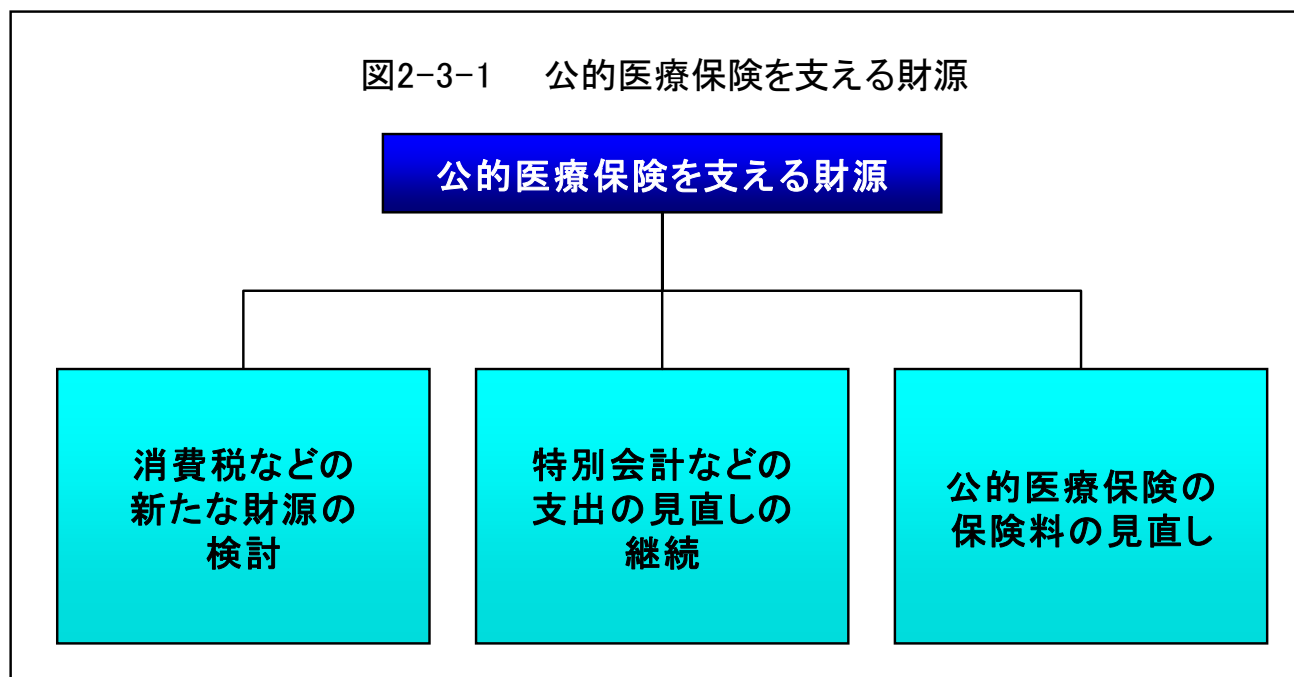 図2-3-1　公的医療保険を支える財源
公的医療保険を支える財源
消費税などの
新たな財源の
検討
特別会計などの
支出の見直しの
継続
公的医療保険の
保険料の見直し